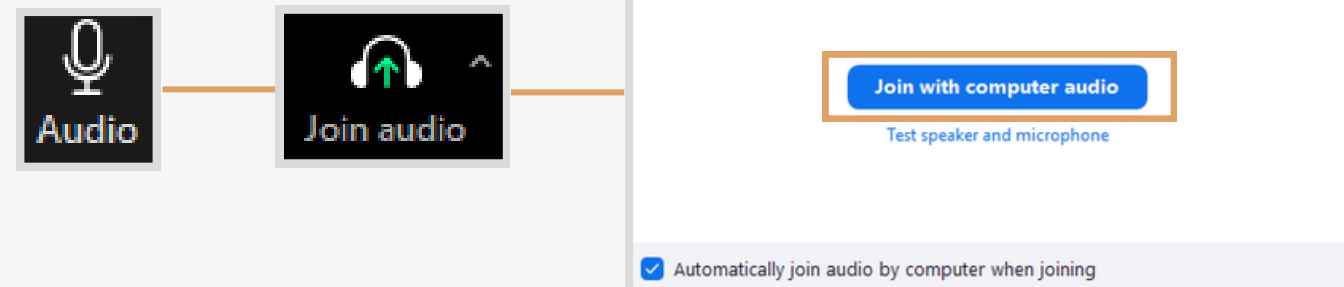 Audio
Join audio
Join with computer audio
Test speaker and microphone
Automatically join audio by computer when joining